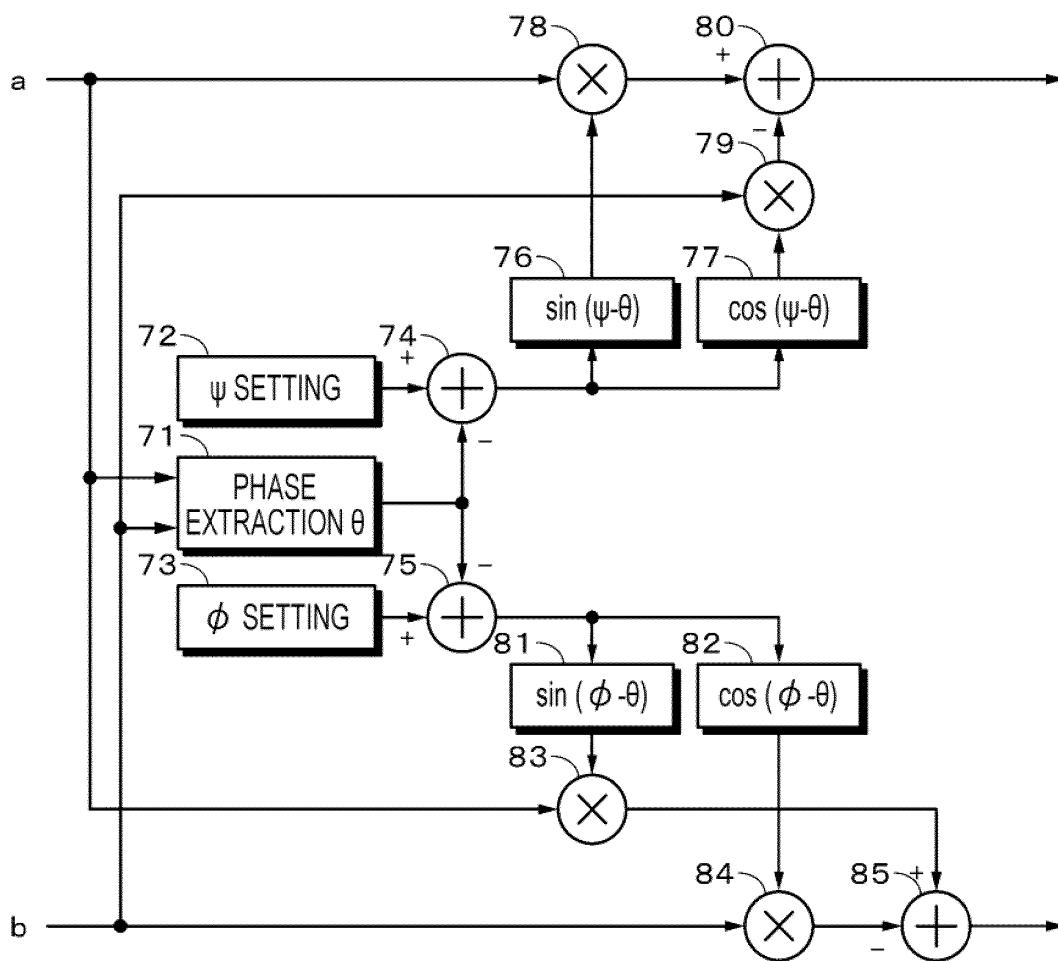 78
80
a
+
-
79
76
77
sin (ψ-θ)
cos (ψ-θ)
72
74
+
ψ SETTING
71
-
PHASE
EXTRACTION θ
73
75
-
ϕ SETTING
+
81
82
sin ( ϕ -θ)
cos ( ϕ -θ)
83
84
85
+
b
-